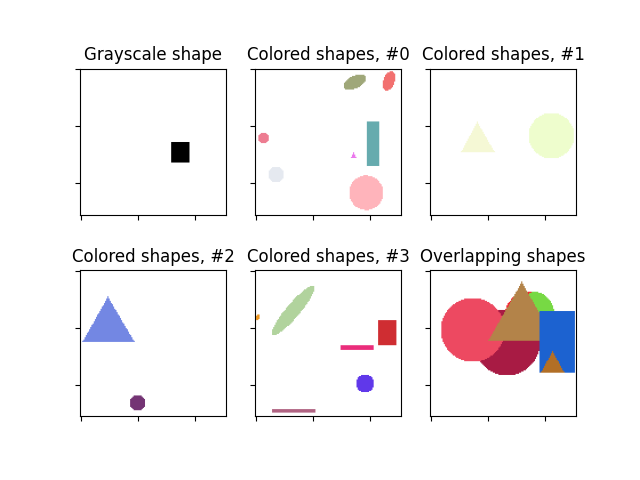 Grayscale shape
Colored shapes, #0
Colored shapes, #1
Colored shapes, #2
Colored shapes, #3
Overlapping shapes